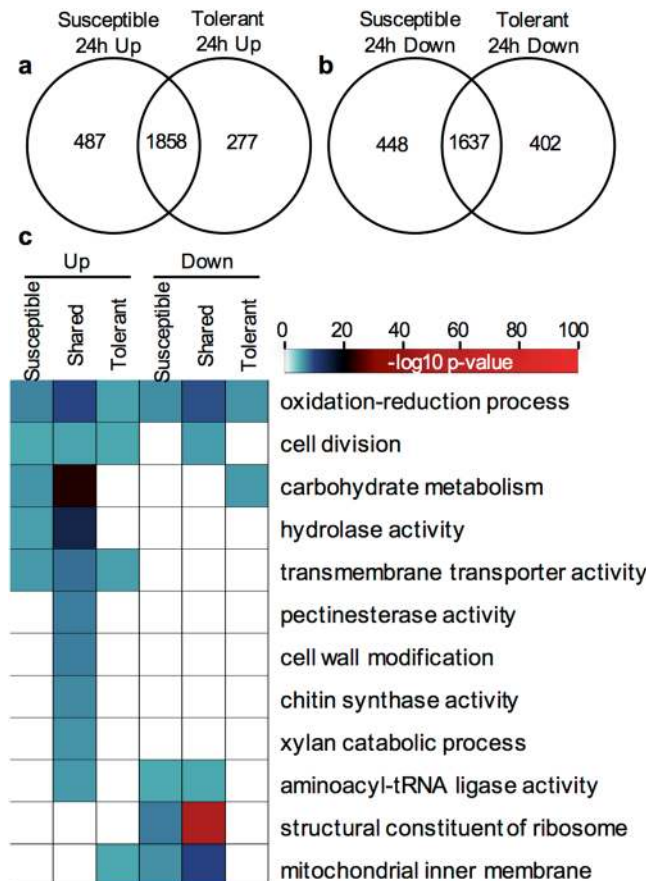 Susceptible
24h Up
Tolerant
24h Up
a
487
1858
277
Susceptible
24h Down
Tolerant
24h Down
b
448
1637
402
c
Up
Down
Susceptible
Shared
Tolerant
Susceptible
Shared
Tolerant
0 20 40 60 80 100
-log10 p-value
oxidation-reduction process
cell division
carbohydrate metabolism
hydrolase activity
transmembrane transporter activity
pectinesterase activity
cell wall modification
chitin synthase activity
xylan catabolic process
aminoacyl-tRNA ligase activity
structural constituent of ribosome
mitochondrial inner membrane